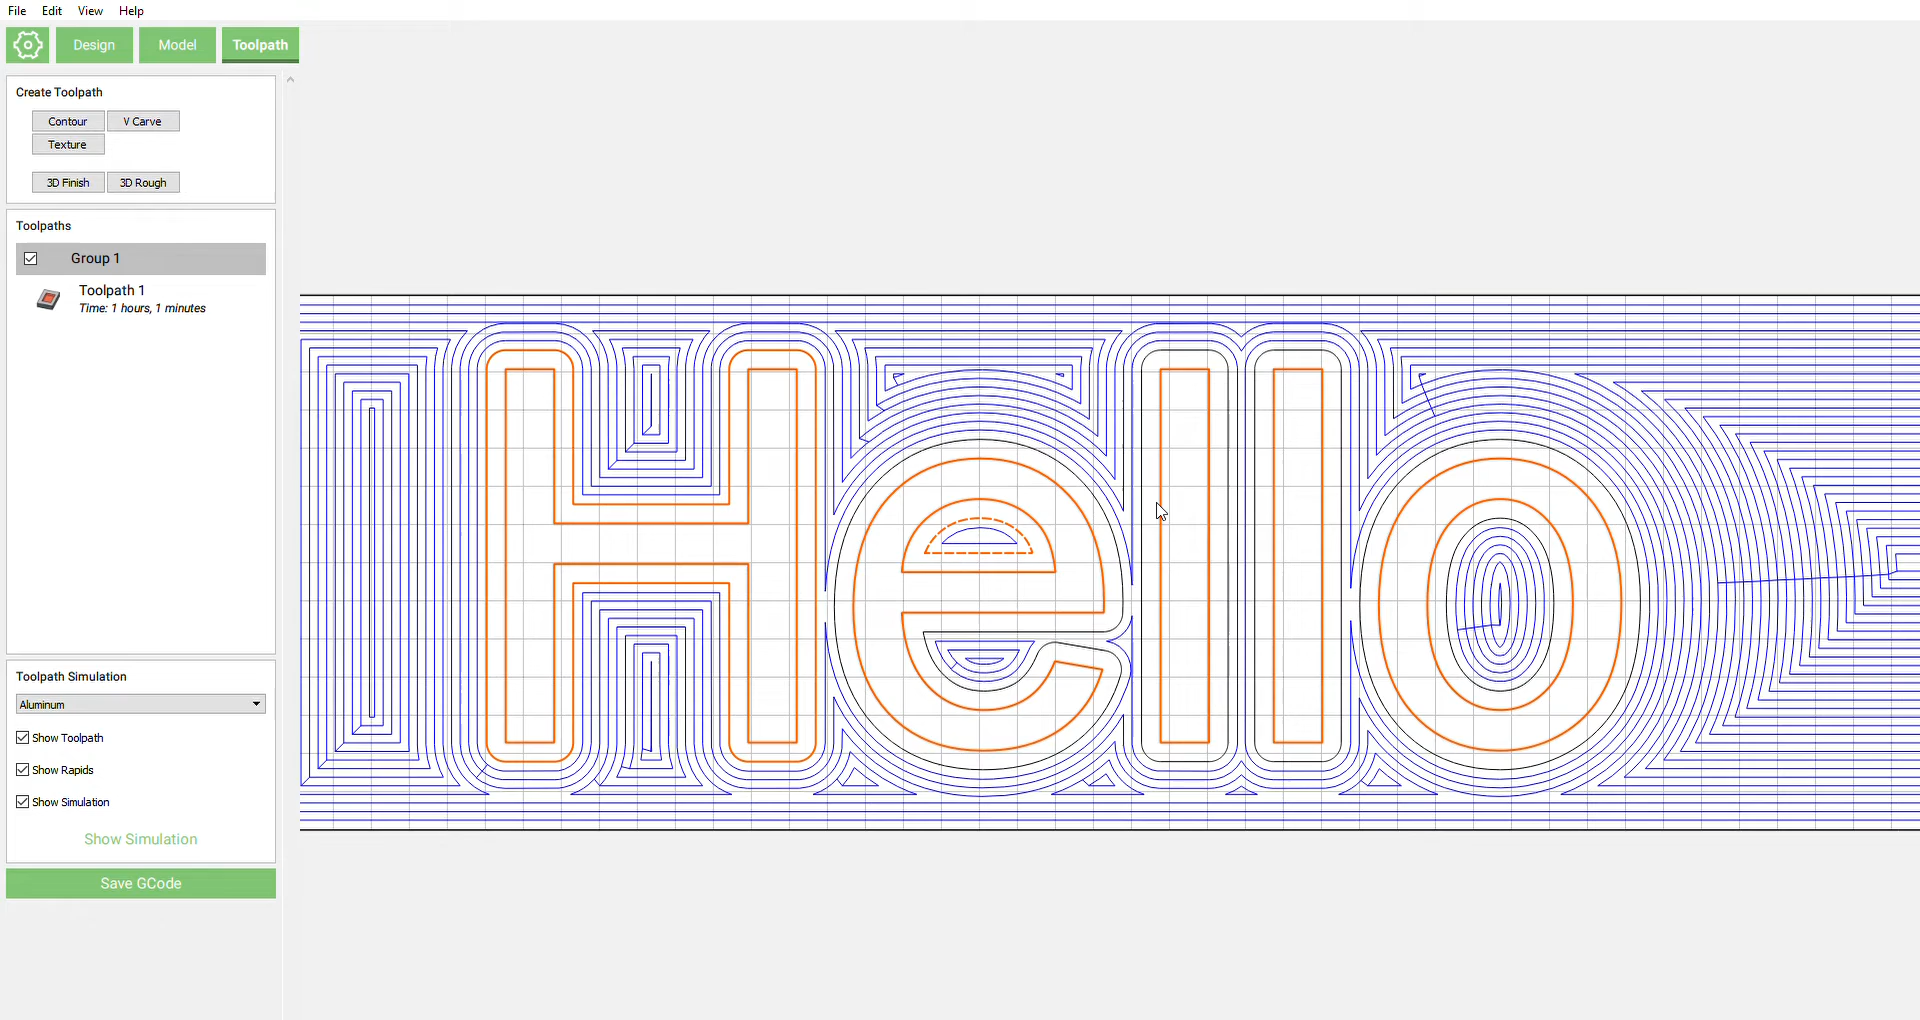 File Edit View Help
Design Model Toolpath
Create Toolpath
Contour V Carve
Texture
3D Finish 3D Rough
Toolpaths
Group 1
Toolpath 1
Time: 1 hours, 1 minutes
Hello
Toolpath Simulation
Aluminum
Show Toolpath
Show Rapids
Show Simulation
Show Simulation
Save GCode